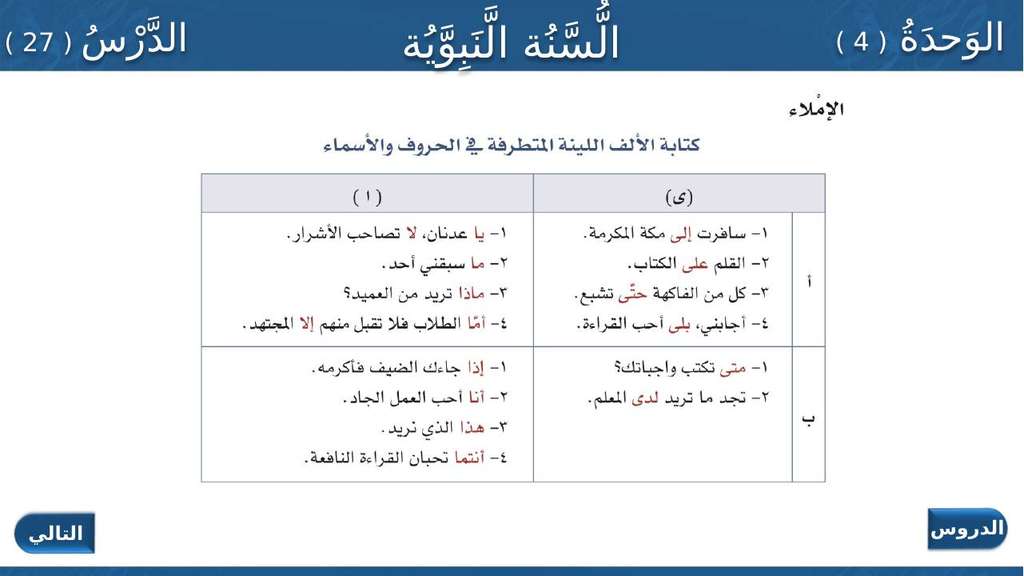 الوَحدَةُ ( 4 )
السُّنَّة النَّبَوِيَّة
الدَّرْسُ ( 27 )
الإمْلاء
كتابة الألف اللينة المتطرفة في الحروف والأسماء
(ى)
( ا )
أ
١- سافرت إلى مكة المكرمة.
٢- القلم على الكتاب.
٣- كل من الفاكهة حتَّى تشبع.
٤- أجابني، بلى أحب القراءة.
١- يا عدنان، لا تصاحب الأشرار.
٢- ما سبقني أحد.
٣- ماذا تريد من العميد؟
٤- أمَّا الطلاب فلا تقبل منهم إلا المجتهد.
ب
١- متى تكتب واجباتك؟
٢- تجد ما تريد لدى المعلم.
١- إذا جاءك الضيف فأكرمه.
٢- أنا أحب العمل الجاد.
٣- هذا الذي نريد.
٤- أنتما تحبان القراءة النافعة.
الدروس
التالي